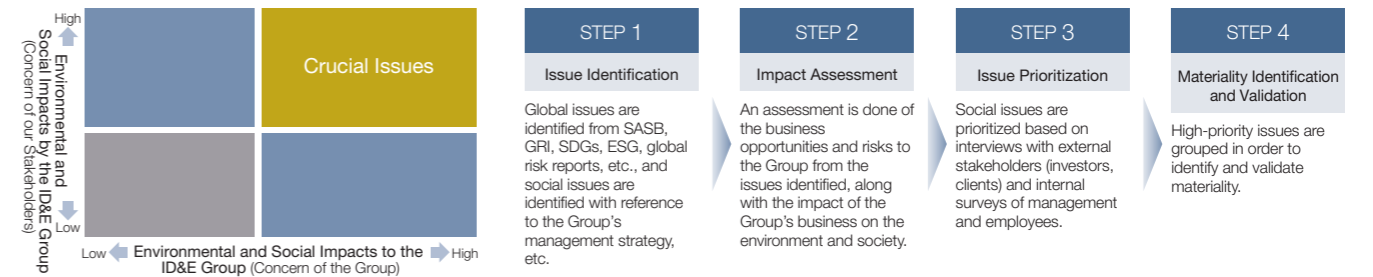 High
Environmental and
Social Impacts by the ID&E Group
(Concern of our Stakeholders)
Low
Crucial Issues
Low
Environmental and Social Impacts to the
ID&E Group (Concern of the Group)
High
STEP 1
Issue Identification
Global issues are
identified from SASB,
GRI, SDGs, ESG, global
risk reports, etc., and
social issues are
identified with reference
to the Group's
management strategy,
etc.
STEP 2
Impact Assessment
An assessment is done of
the business
opportunities and risks to
the Group from the
issues identified, along
with the impact of the
Group's business on the
environment and society.
STEP 3
Issue Prioritization
Social issues are
prioritized based on
interviews with external
stakeholders (investors,
clients) and internal
surveys of management
and employees.
STEP 4
Materiality Identification
and Validation
High-priority issues are
grouped in order to
identify and validate
materiality.